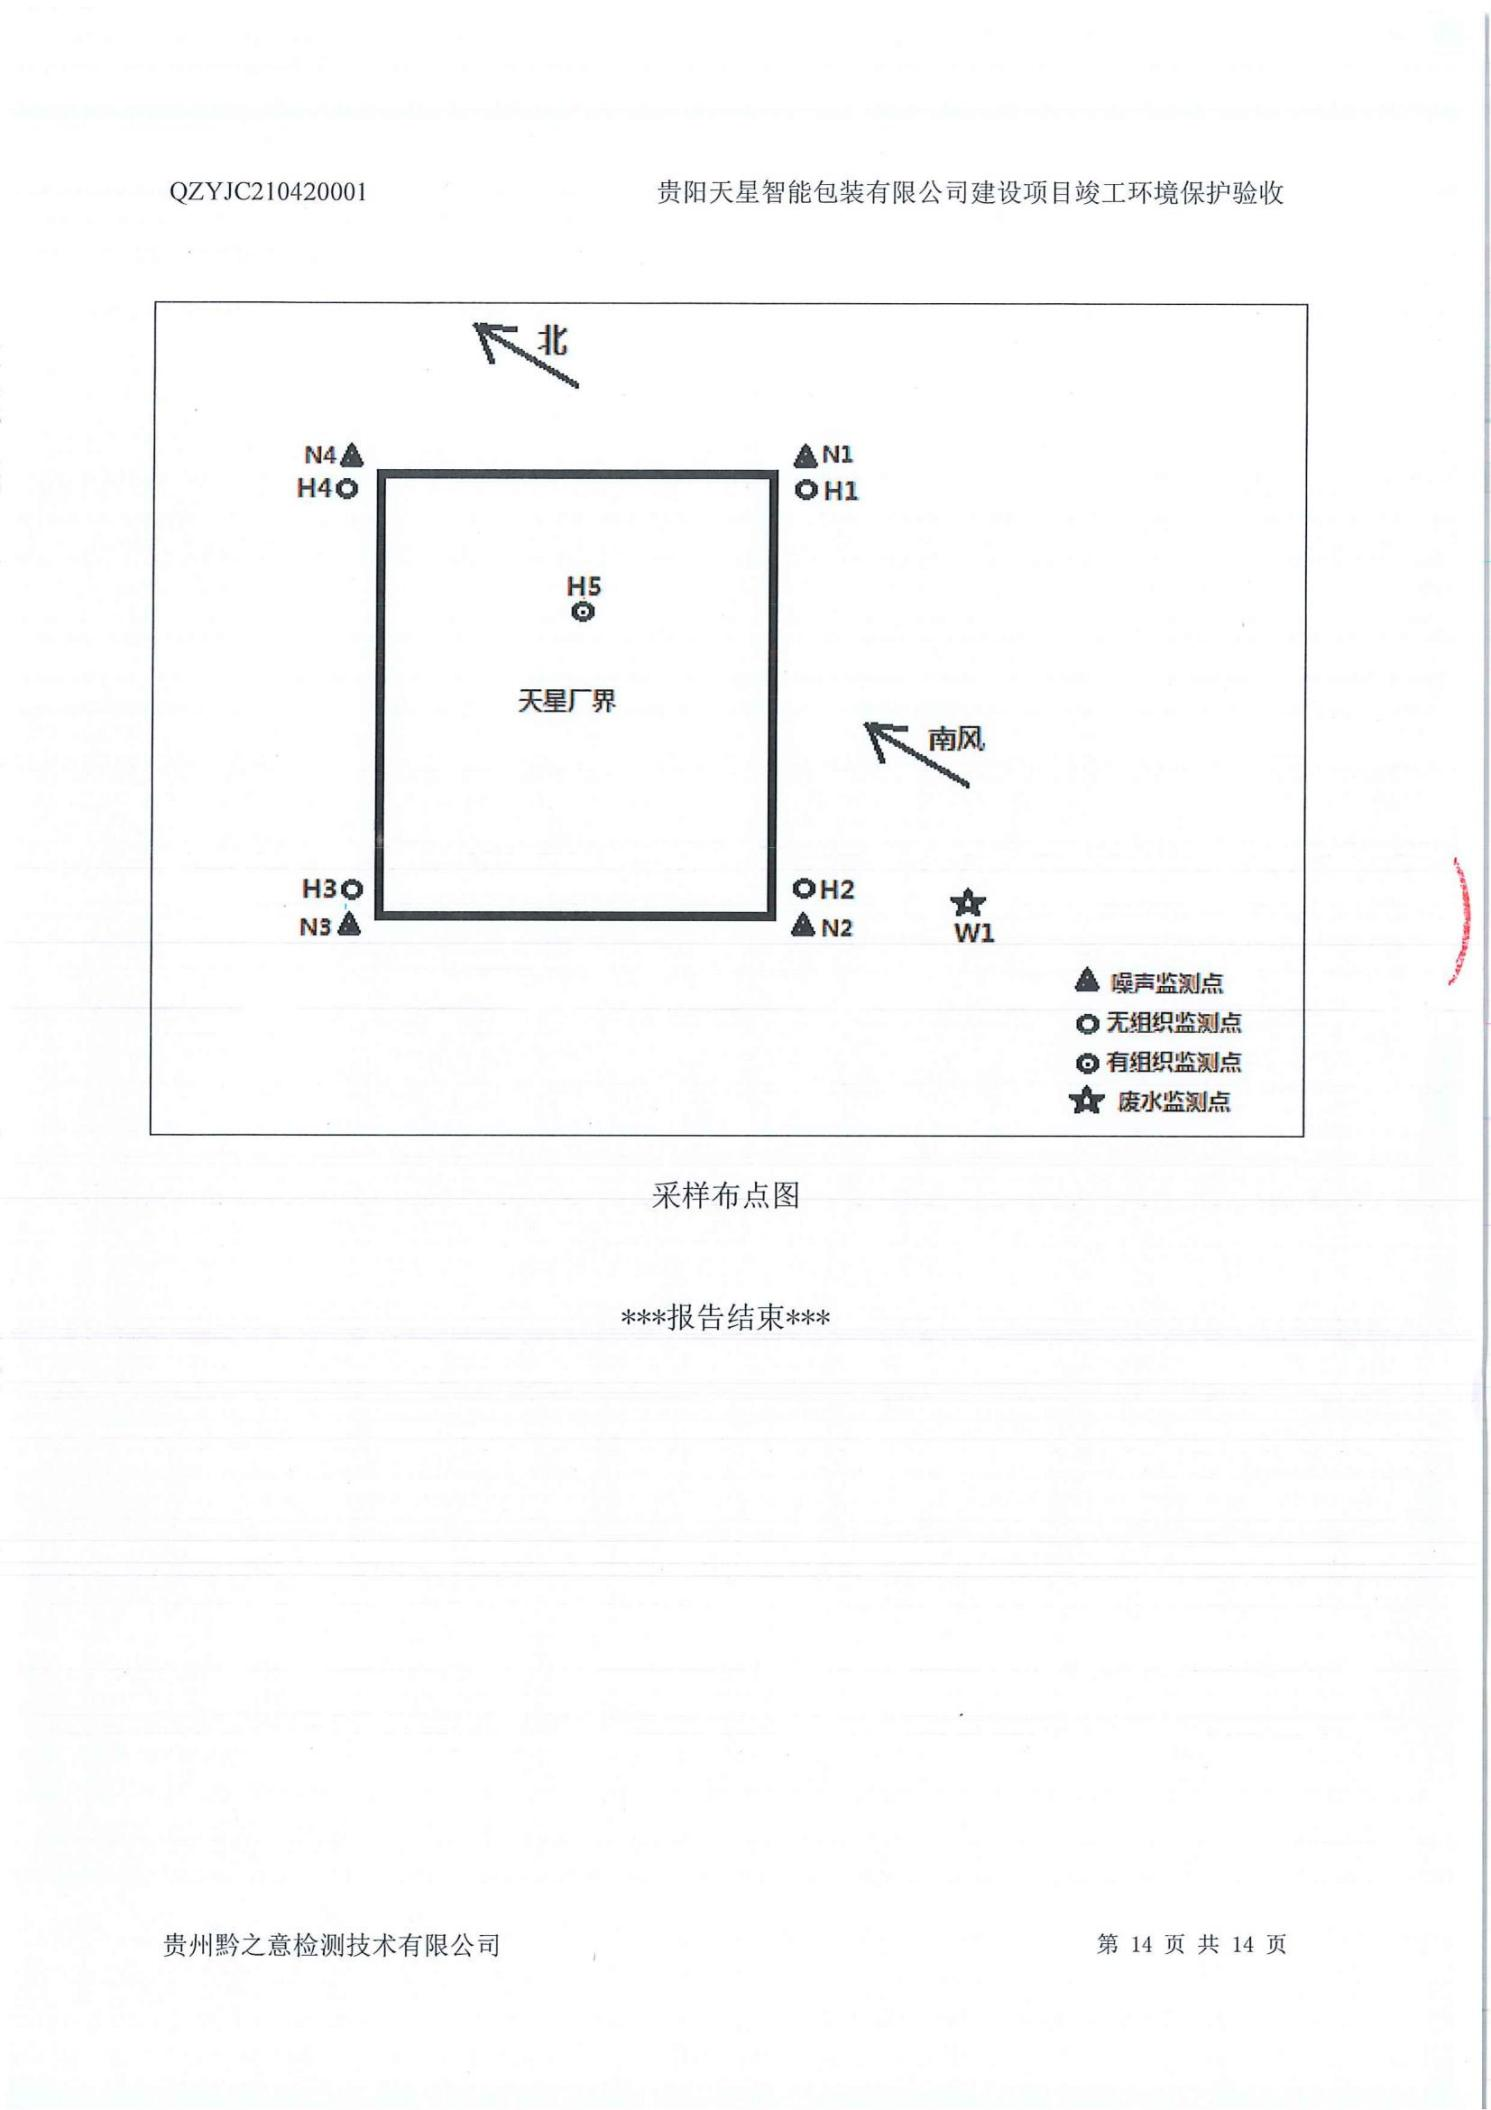 QZYJC210420001 贵阳天星智能包装有限公司建设项目竣工环境保护验收
北
N4 N1
H4 H1
H5
天星厂界
南风
H3 H2
N3 N2
W1
噪声监测点
无组织监测点
有组织监测点
废水监测点
采样布点图
***报告结束***
贵州黔之意检测技术有限公司 第 14 页 共 14 页